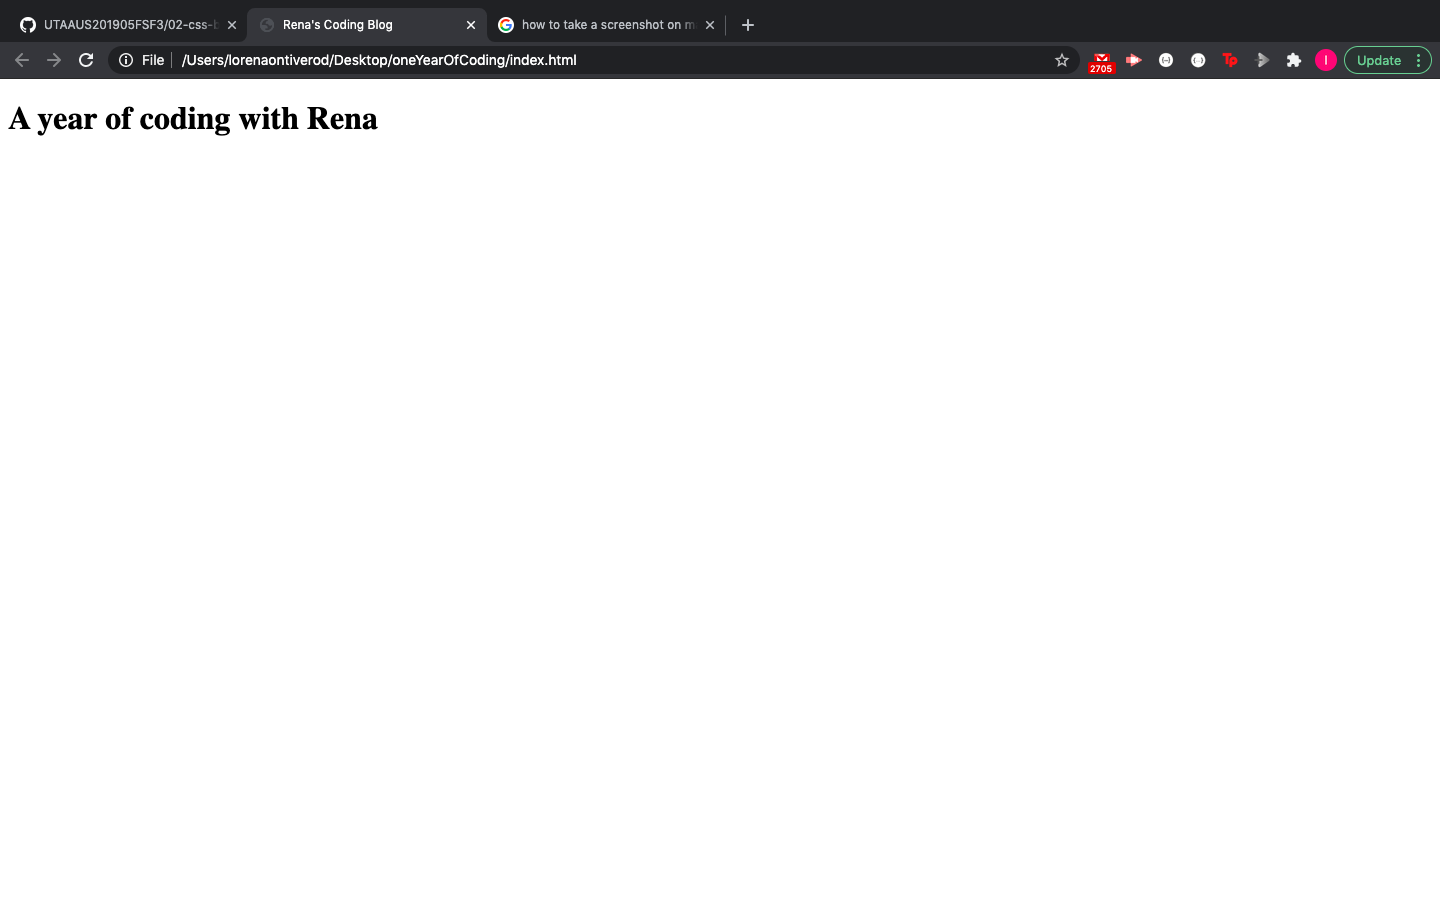 UTAAUS201905FSF3/02-css-b
Rena's Coding Blog
how to take a screenshot on m
File
/Users/lorenaontiverod/Desktop/oneYearOfCoding/index.html
2705
Tp
I
Update
A year of coding with Rena